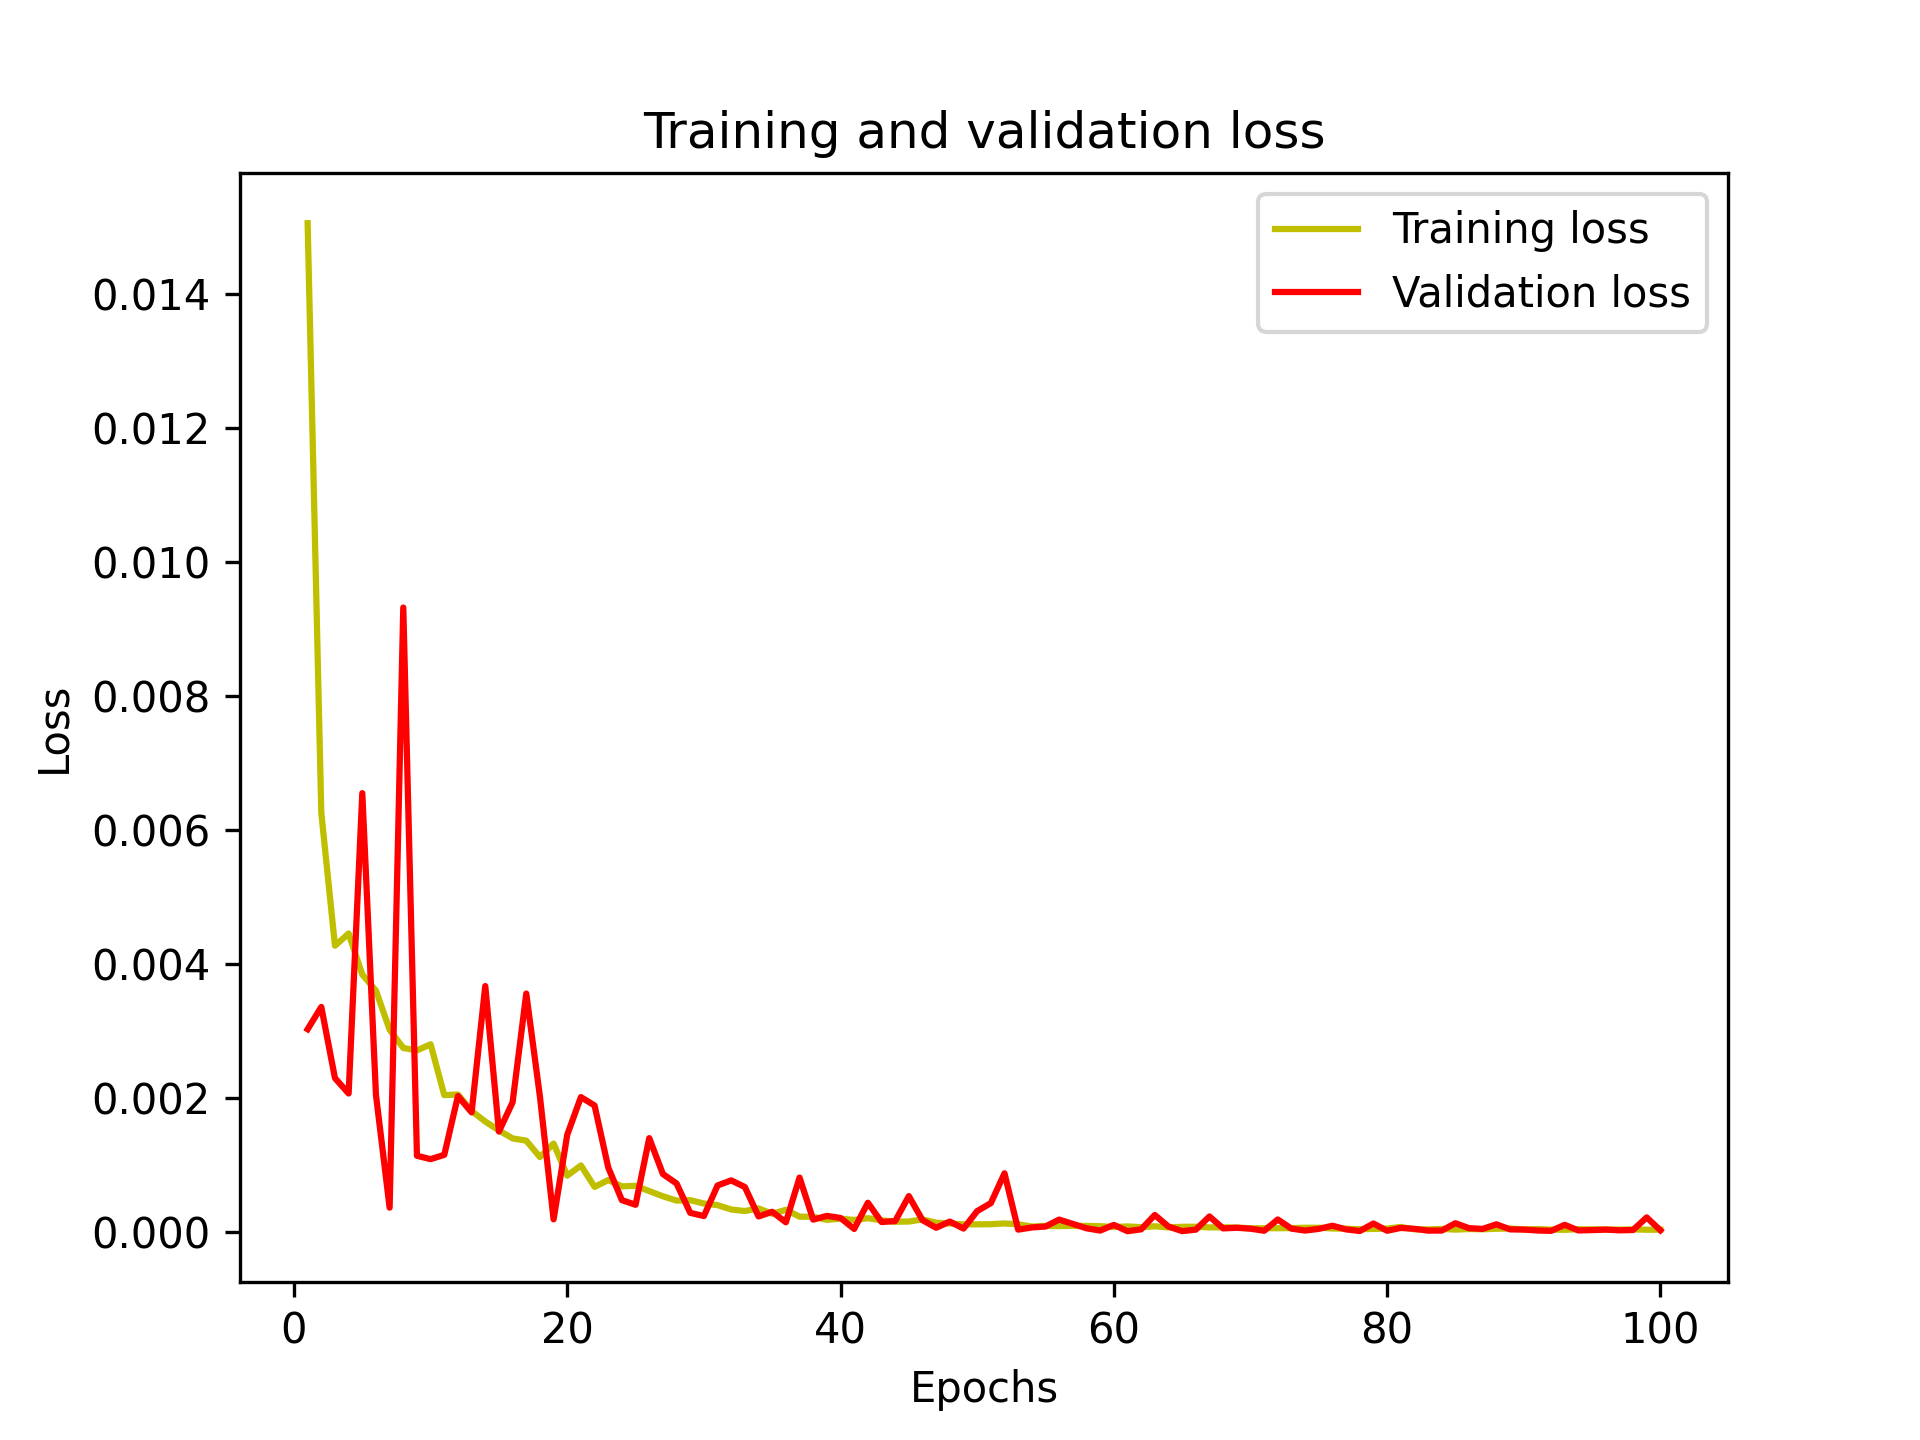 Training and validation loss
Training loss
Validation loss
0.014
0.012
0.010
0.008
0.006
0.004
0.002
0.000
Loss
0 20 40 60 80 100
Epochs